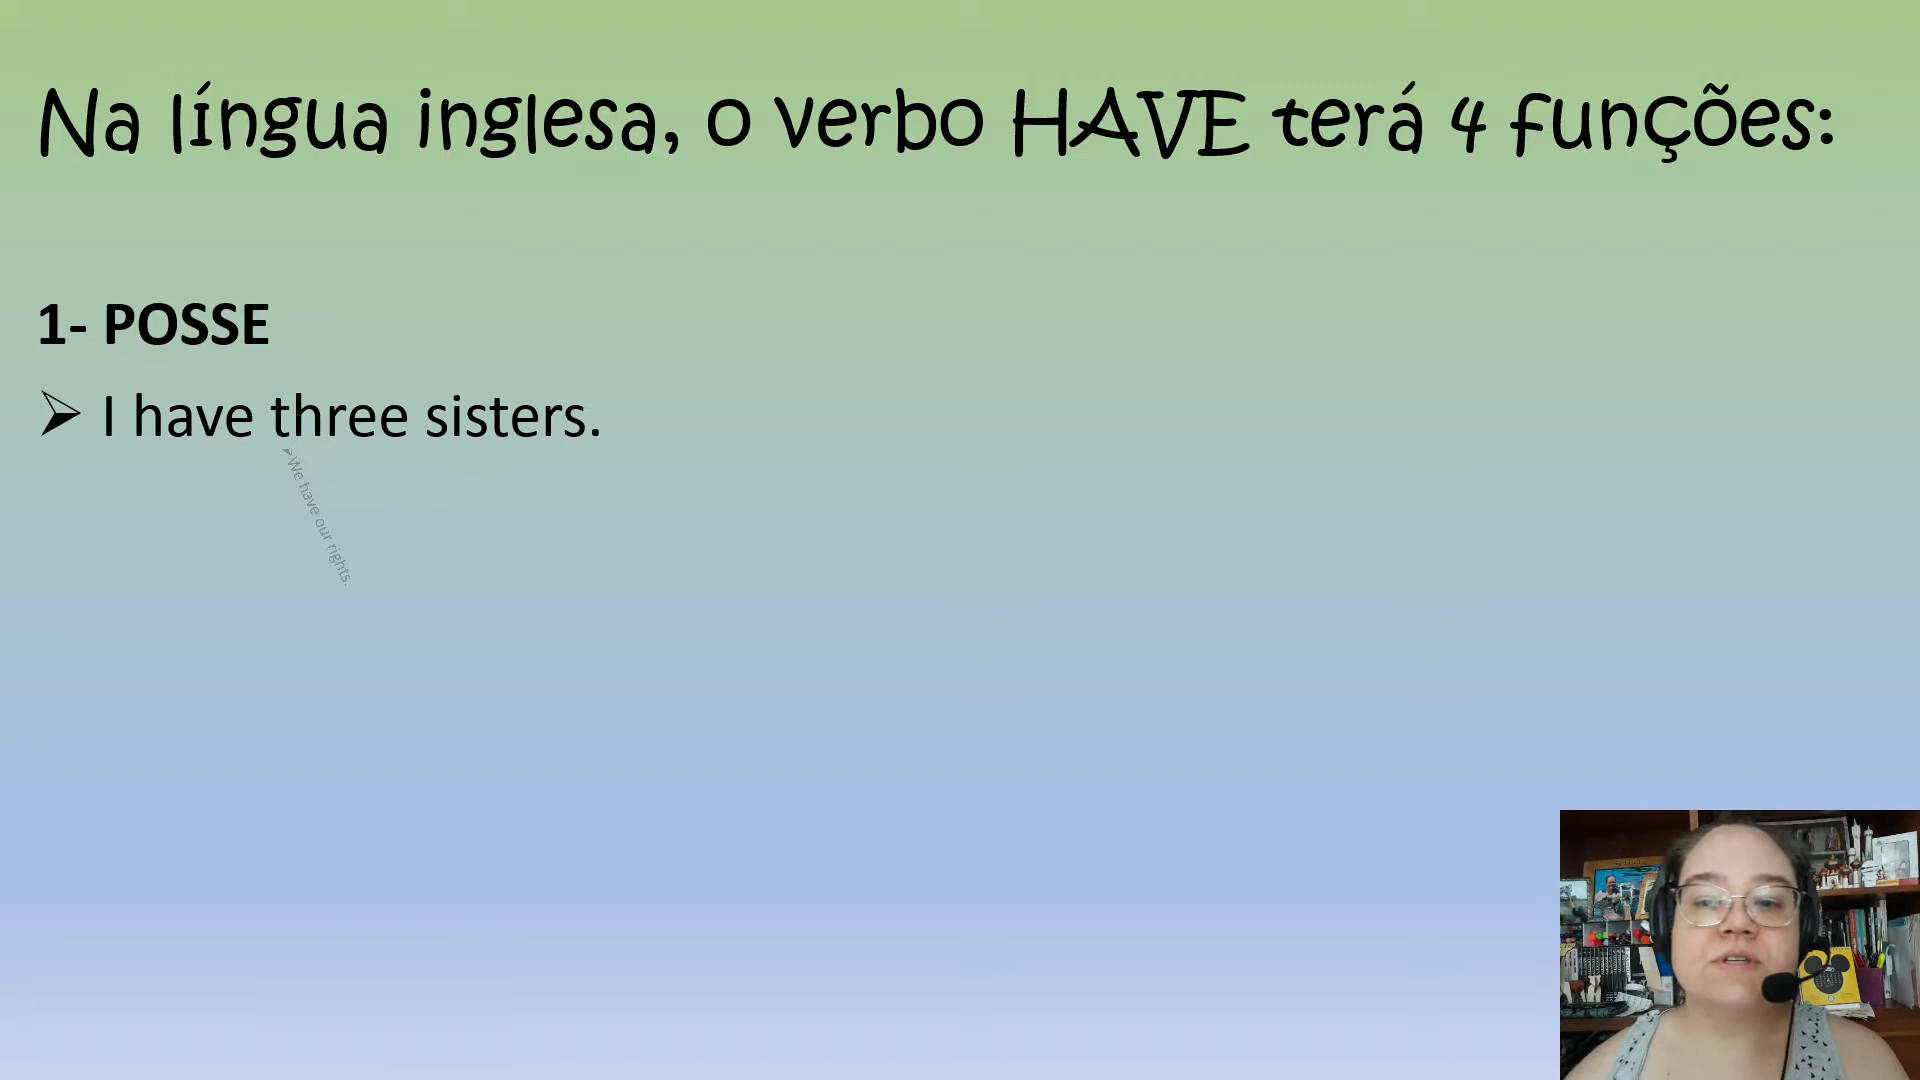 Na língua inglesa, o verbo HAVE terá 4 funções:
1- POSSE
➢ I have three sisters.
➢ We have our rights.